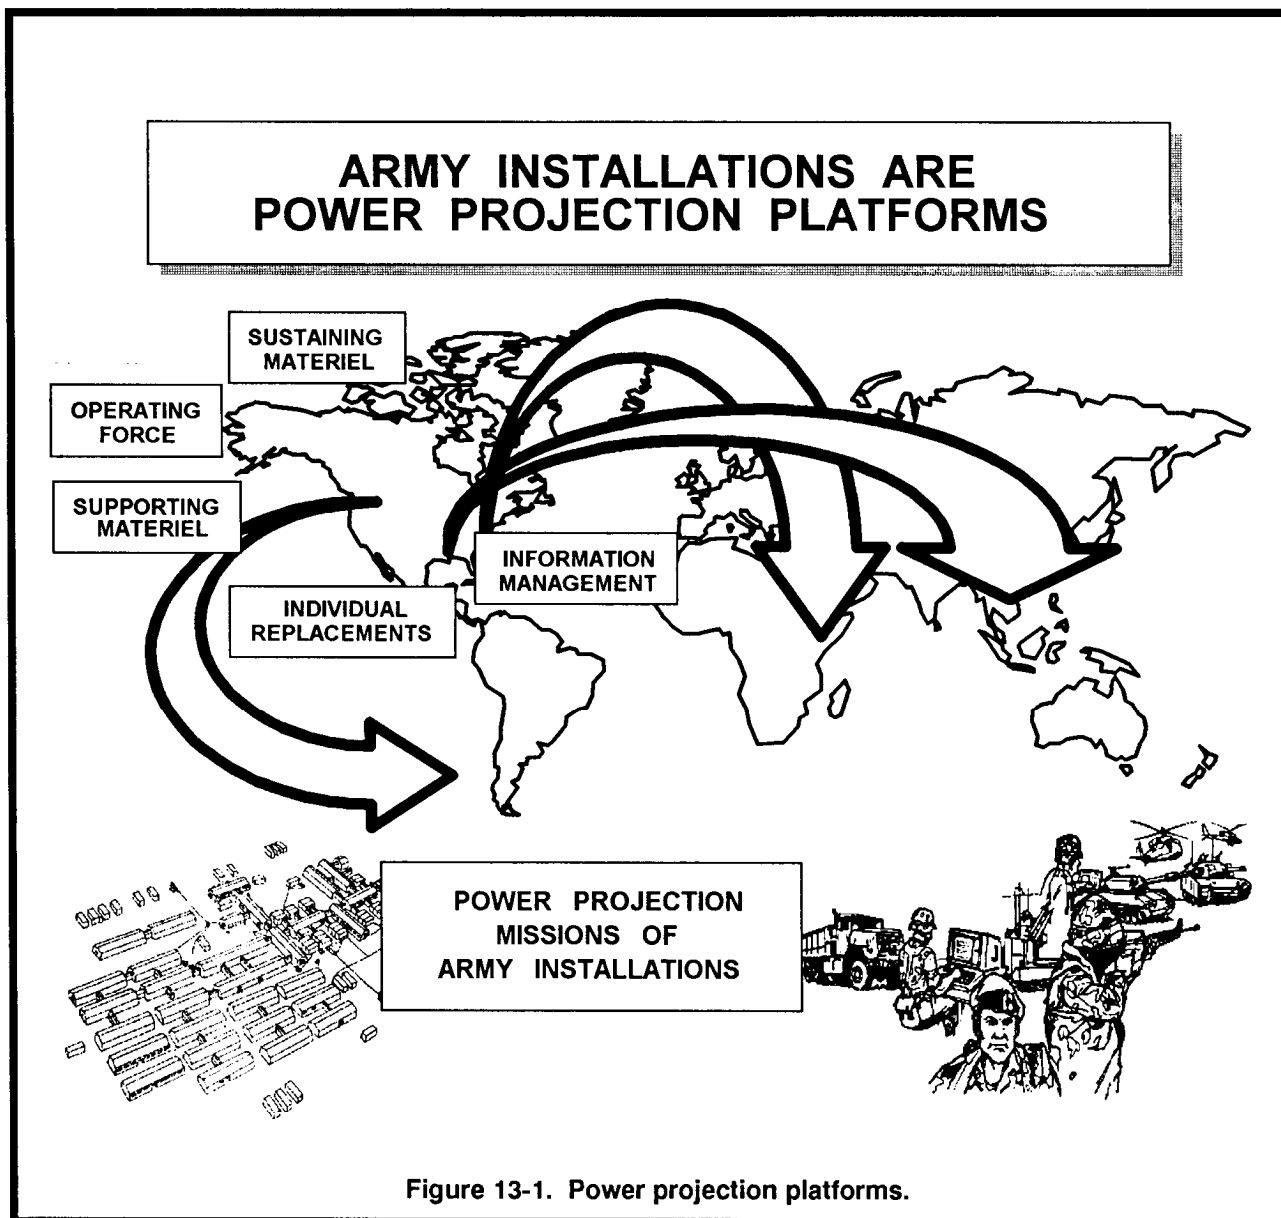 ARMY INSTALLATIONS ARE
POWER PROJECTION PLATFORMS
SUSTAINING
MATERIEL
OPERATING
FORCE
SUPPORTING
MATERIEL
INFORMATION
MANAGEMENT
INDIVIDUAL
REPLACEMENTS
POWER PROJECTION
MISSIONS OF
ARMY INSTALLATIONS
Figure 13-1. Power projection platforms.